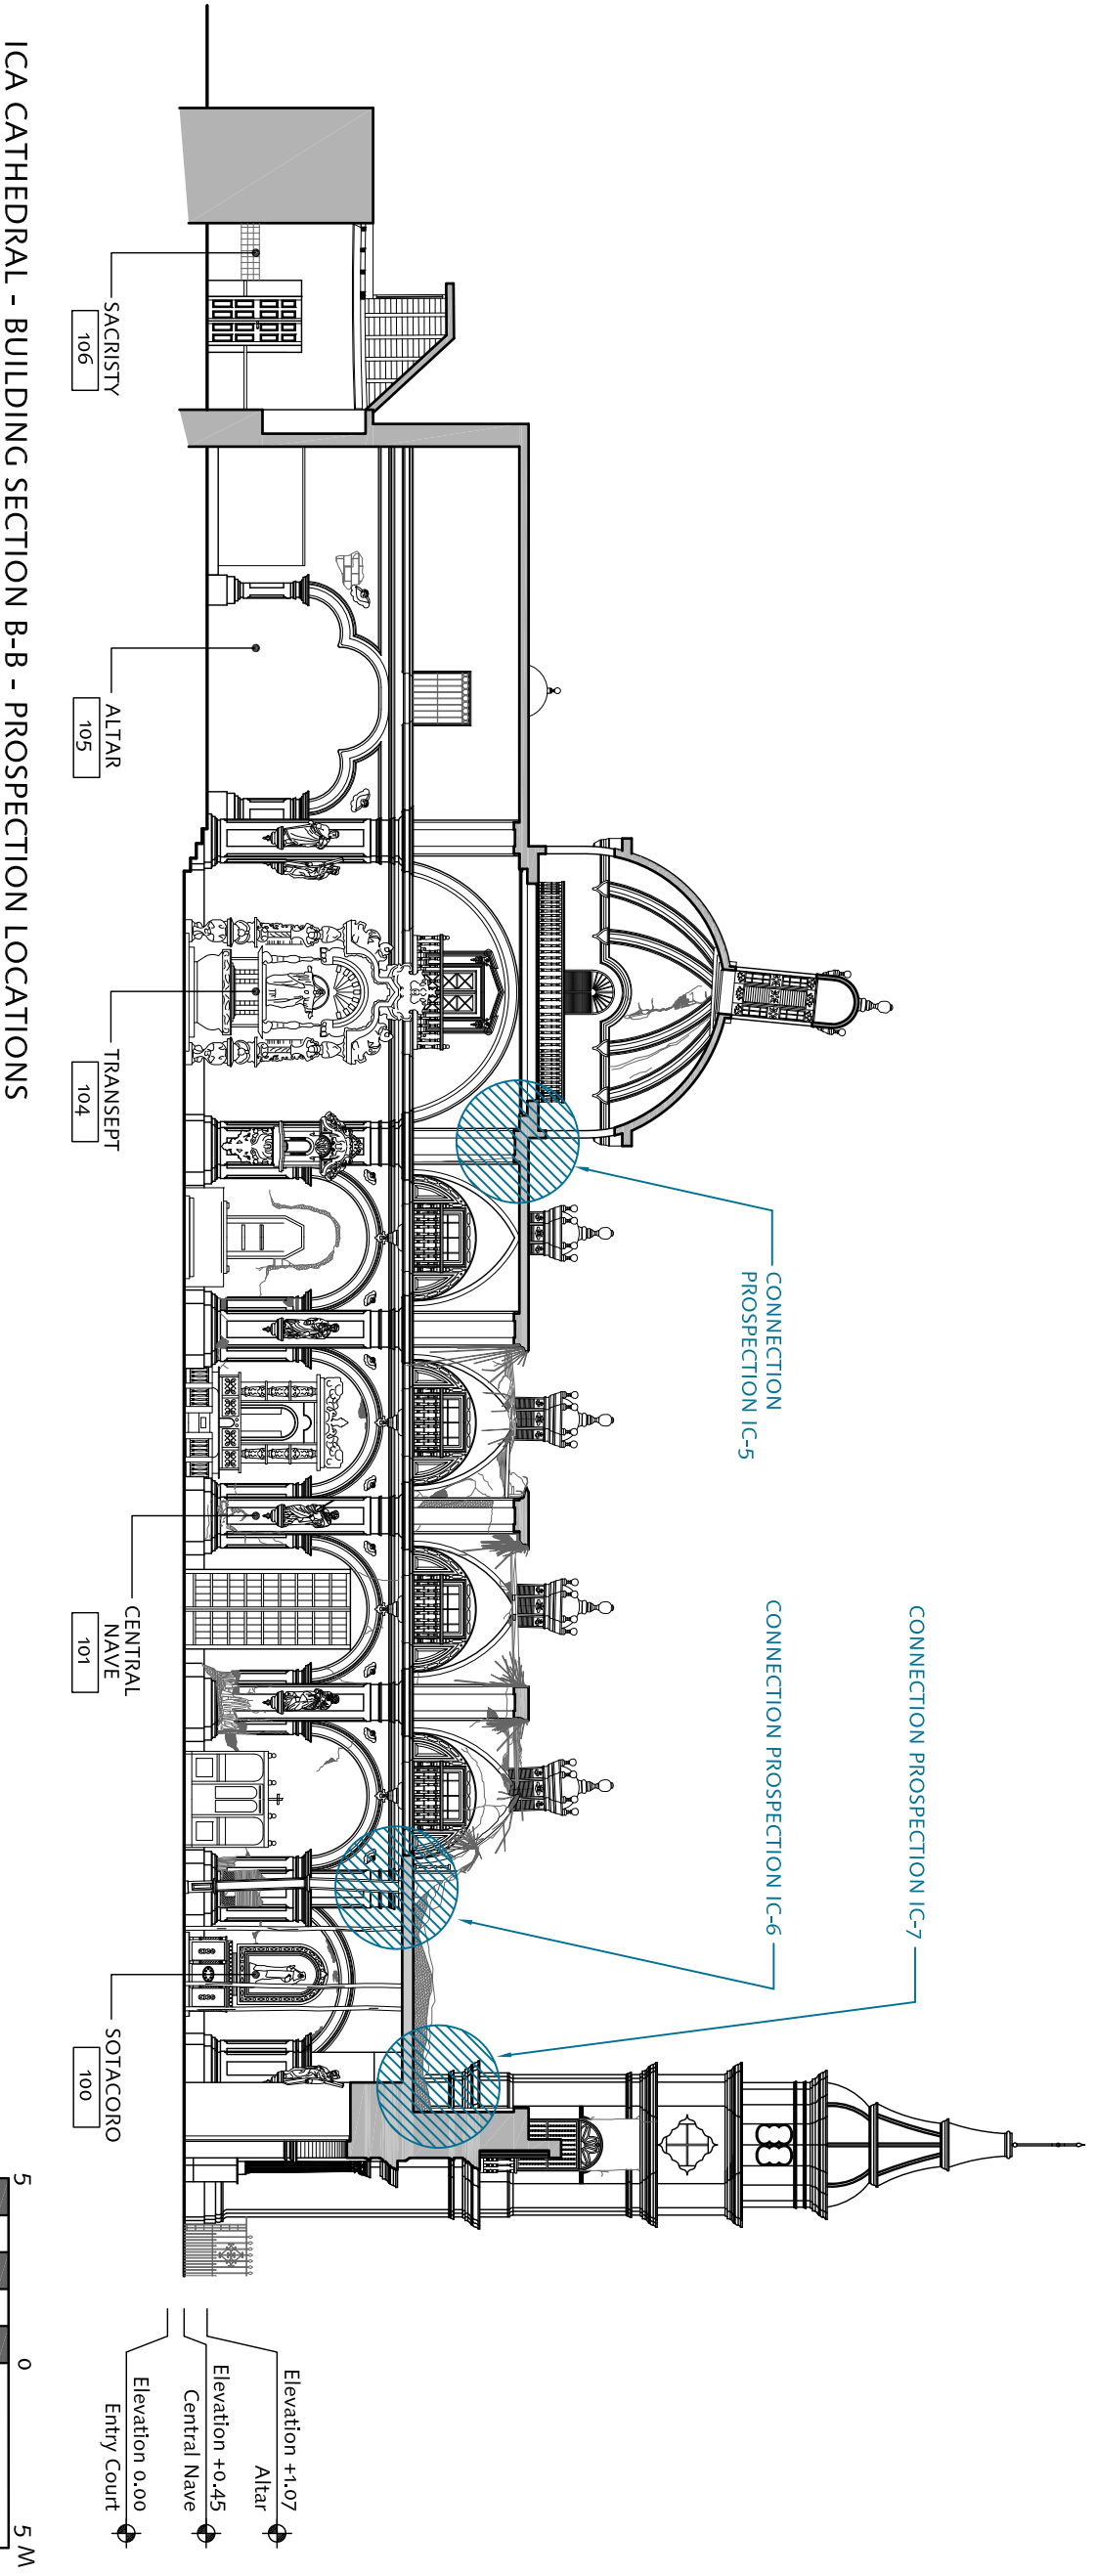 CONNECTION PROSPECTION IC-7
CONNECTION
PROSPECTION IC-5
CONNECTION PROSPECTION IC-6
Elevation +1.07
Altar
Elevation +0.45
Central Nave
Elevation 0.00
Entry Court
SACRISTY
106
ALTAR
105
TRANSEPT
104
CENTRAL
NAVE
101
SOTACORO
100
ICA CATHEDRAL - BUILDING SECTION B-B - PROSPECTION LOCATIONS
5
0
5 M